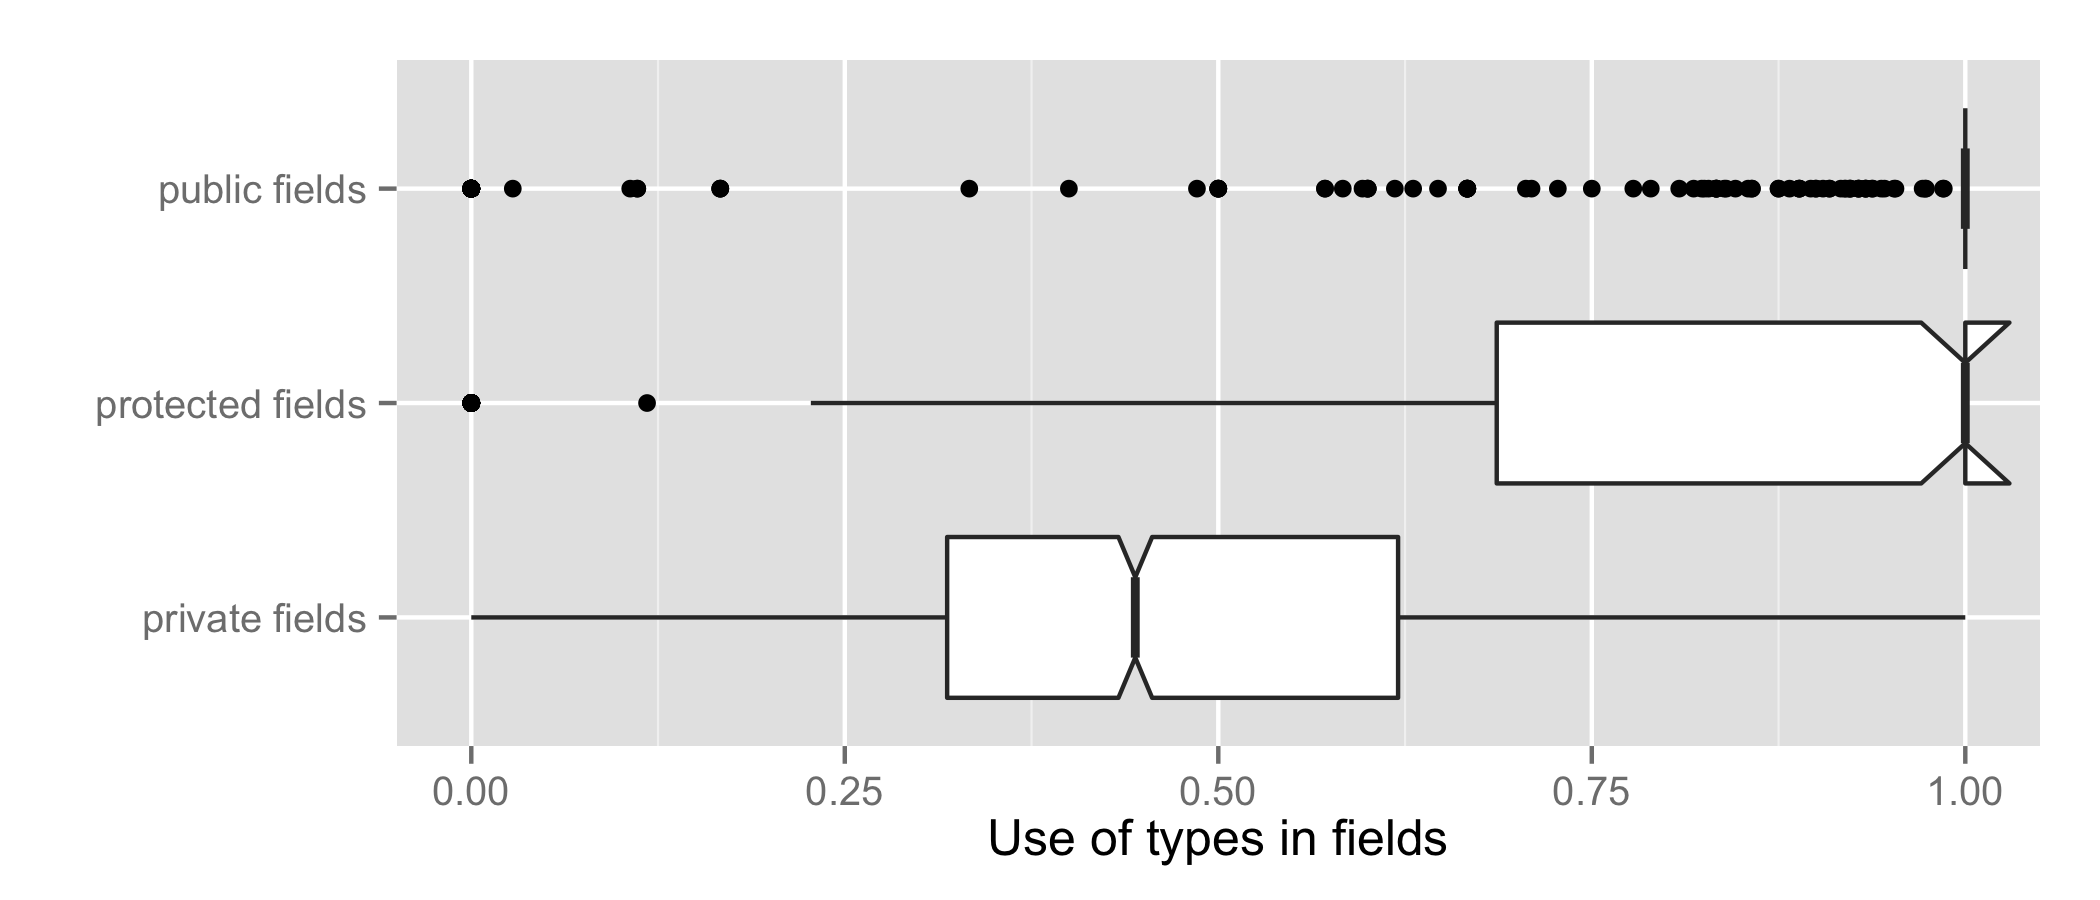 public fields
protected fields
private fields
0.00 0.25 0.50 0.75 1.00
Use of types in fields